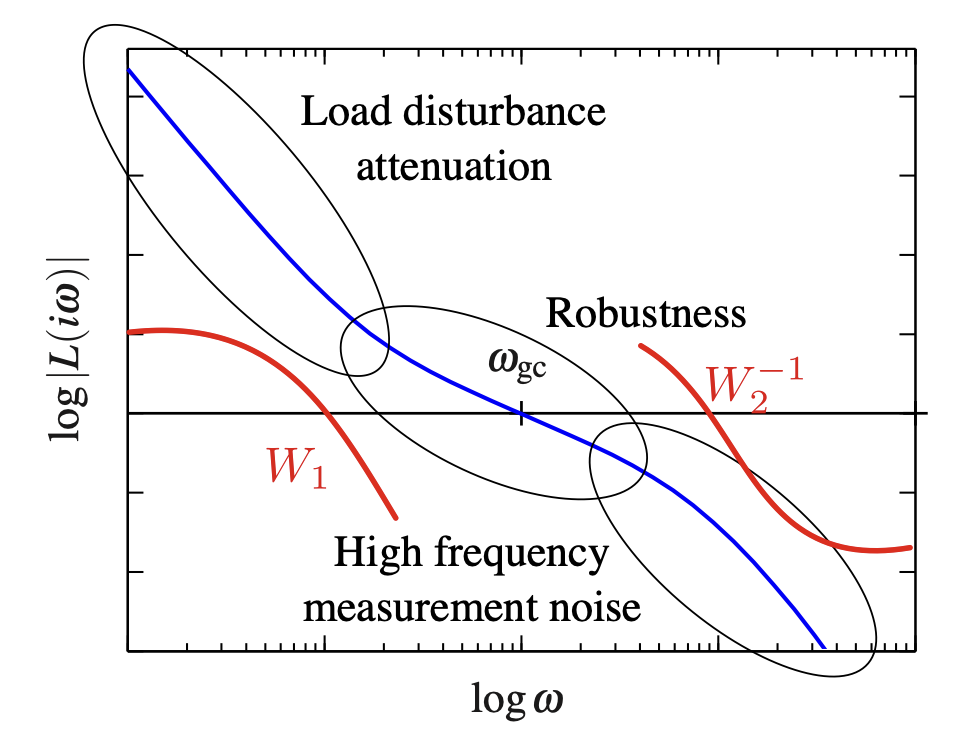 Load disturbance
attenuation
Robustness
ω_gc
W_2^{-1}
W_1
High frequency
measurement noise
log|L(iω)|
log ω